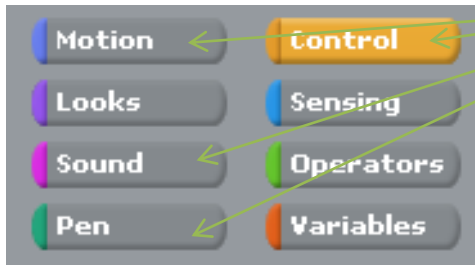 Motion Control
Looks Sensing
Sound Operators
Pen Variables